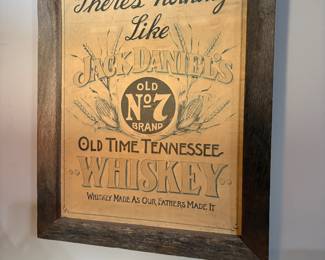 There's Nothing
Like
JACK DANIEL'S
OLD
No 7
BRAND
OLD TIME TENNESSEE
WHISKEY
WHISKEY MADE AS OUR FATHERS MADE IT